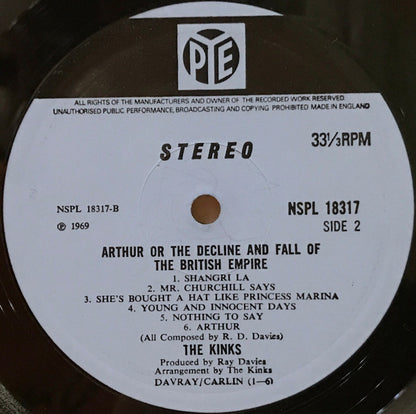 PYE
ALL RIGHTS OF THE MANUFACTURERS AND OWNER OF THE RECORDED WORK RESERVED.
UNAUTHORISED PUBLIC PERFORMANCE, BROADCASTING AND COPYING PROHIBITED MADE IN ENGLAND
STEREO
33⅓RPM
NSPL 18317-B
NSPL 18317
℗ 1969
SIDE 2
ARTHUR OR THE DECLINE AND FALL OF
THE BRITISH EMPIRE
1. SHANGRI LA
2. MR. CHURCHILL SAYS
3. SHE'S BOUGHT A HAT LIKE PRINCESS MARINA
4. YOUNG AND INNOCENT DAYS
5. NOTHING TO SAY
6. ARTHUR
(All Composed by R. D. Davies)
THE KINKS
Produced by Ray Davies
Arrangement by The Kinks
DAVRAY/CARLIN (1—6)